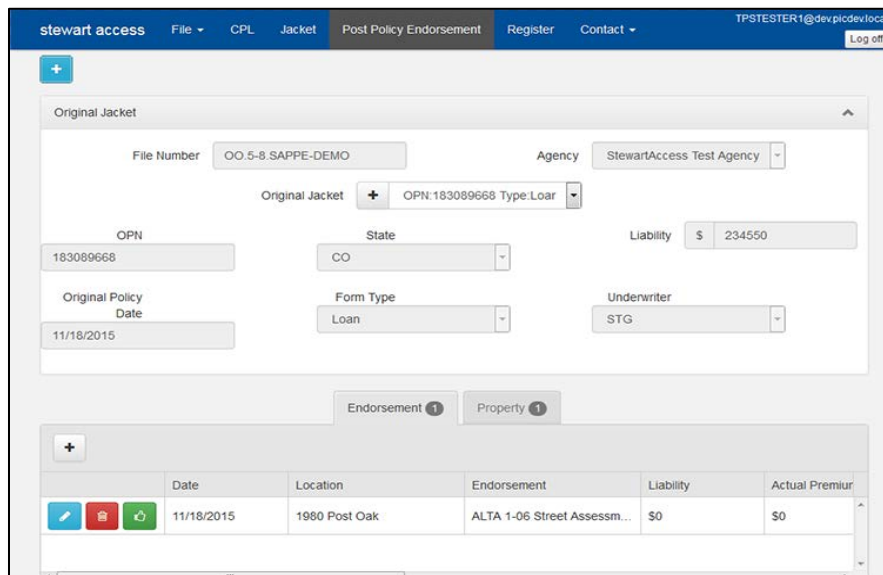 TPSTESTER1@dev.picdev.loca
stewart access File CPL Jacket Post Policy Endorsement Register Contact
Log off
+
Original Jacket
File Number OO.5-8.SAPPE-DEMO Agency StewartAccess Test Agency
Original Jacket + OPN:183089668 Type:Loar
OPN State Liability $ 234550
183089668 CO
Original Policy Date Form Type Underwriter
11/18/2015 Loan STG
Endorsement 1 Property 1
+
Date Location Endorsement Liability Actual Premiur
11/18/2015 1980 Post Oak ALTA 1-06 Street Assessm... $0 $0